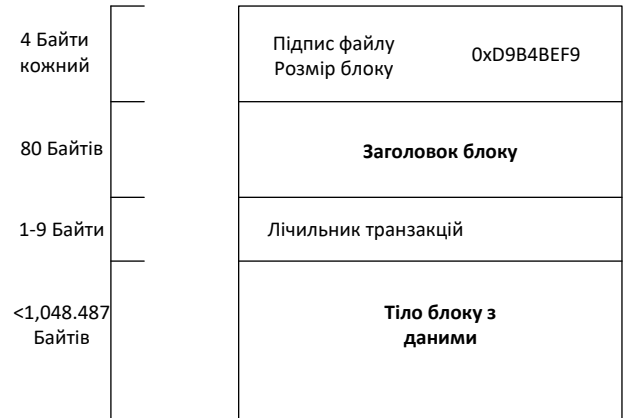 4 Байти
кожний
Підпис файлу
Розмір блоку
0xD9B4BEF9
80 Байтів
Заголовок блоку
1-9 Байти
Лічильник транзакцій
<1,048.487
Байтів
Тіло блоку з
даними